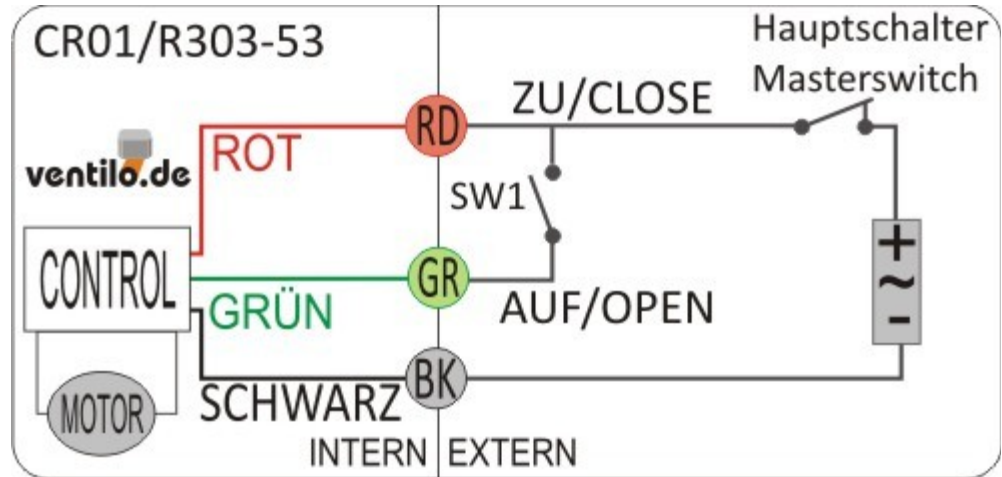 CR01/R303-53
Hauptschalter
Masterswitch
ZU/CLOSE
RD
ROT
ventilo.de
SW1
CONTROL
GR
GRÜN
AUF/OPEN
+
~
-
BK
SCHWARZ
MOTOR
INTERN EXTERN